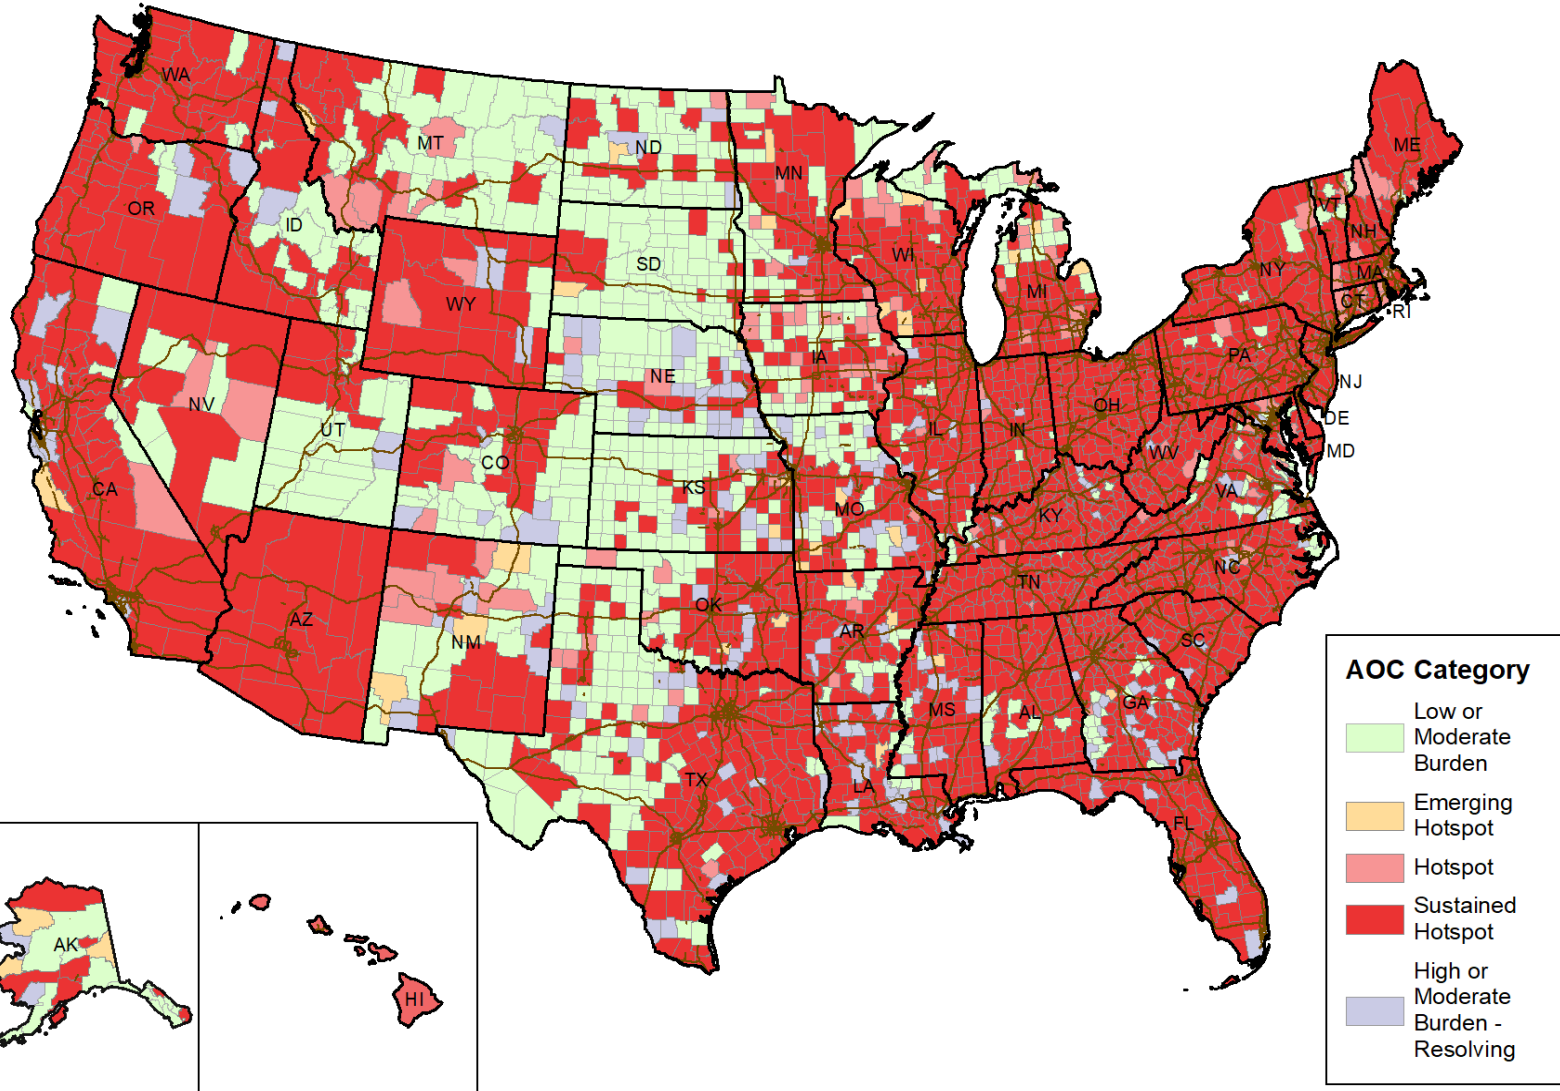 WA
MT
ND
MN
ME
OR
ID
SD
WI
MI
VT
NH
NY
MA
CT
RI
WY
NE
IA
PA
NJ
NV
UT
CO
KS
MO
IL
IN
OH
WV
DE
MD
VA
CA
KY
AZ
NM
OK
AR
TN
NC
SC
TX
LA
MS
AL
GA
FL
AK
HI
AOC Category
Low or
Moderate
Burden
Emerging
Hotspot
Hotspot
Sustained
Hotspot
High or
Moderate
Burden -
Resolving